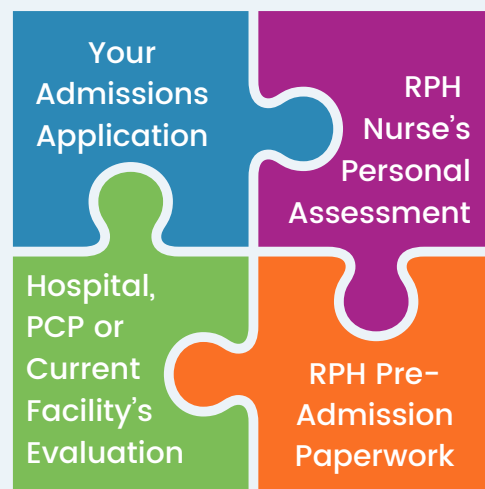 Your
Admissions
Application
RPH
Nurse's
Personal
Assessment
Hospital,
PCP or
Current
Facility's
Evaluation
RPH Pre-
Admission
Paperwork